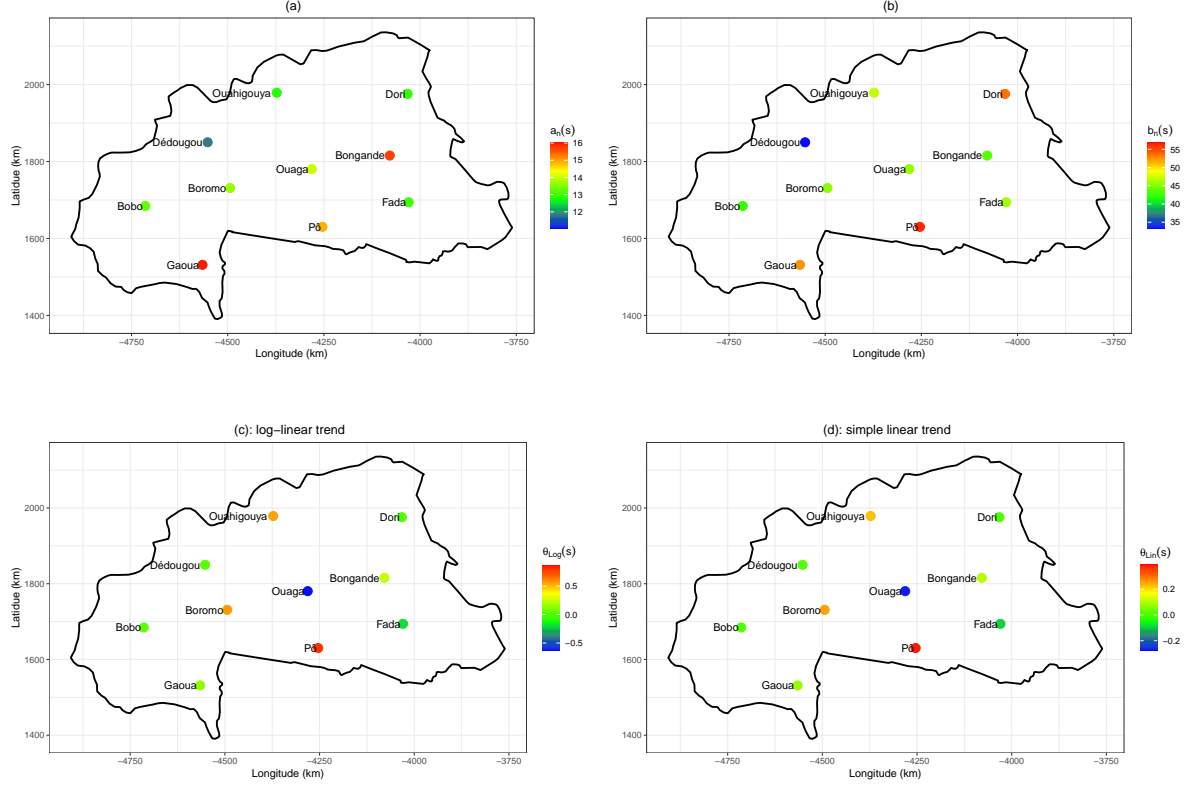 (a)
2000
1800
1600
1400
Latidue (km)
−4750
−4500
−4250
−4000
−3750
Longitude (km)
Ouahigouya
Dori
Dédougou
Bongande
Ouaga
Boromo
Fada
Bobo
Pô
Gaoua
aₙ(s)
16
15
14
13
12
(b)
2000
1800
1600
1400
Latidue (km)
−4750
−4500
−4250
−4000
−3750
Longitude (km)
Ouahigouya
Dori
Dédougou
Bongande
Ouaga
Boromo
Fada
Bobo
Pô
Gaoua
bₙ(s)
55
50
45
40
35
(c): log−linear trend
2000
1800
1600
1400
Latidue (km)
−4750
−4500
−4250
−4000
−3750
Longitude (km)
Ouahigouya
Dori
Dédougou
Bongande
Ouaga
Boromo
Fada
Bobo
Pô
Gaoua
θLog(s)
0.5
0.0
−0.5
(d): simple linear trend
2000
1800
1600
1400
Latidue (km)
−4750
−4500
−4250
−4000
−3750
Longitude (km)
Ouahigouya
Dori
Dédougou
Bongande
Ouaga
Boromo
Fada
Bobo
Pô
Gaoua
θLin(s)
0.2
0.0
−0.2